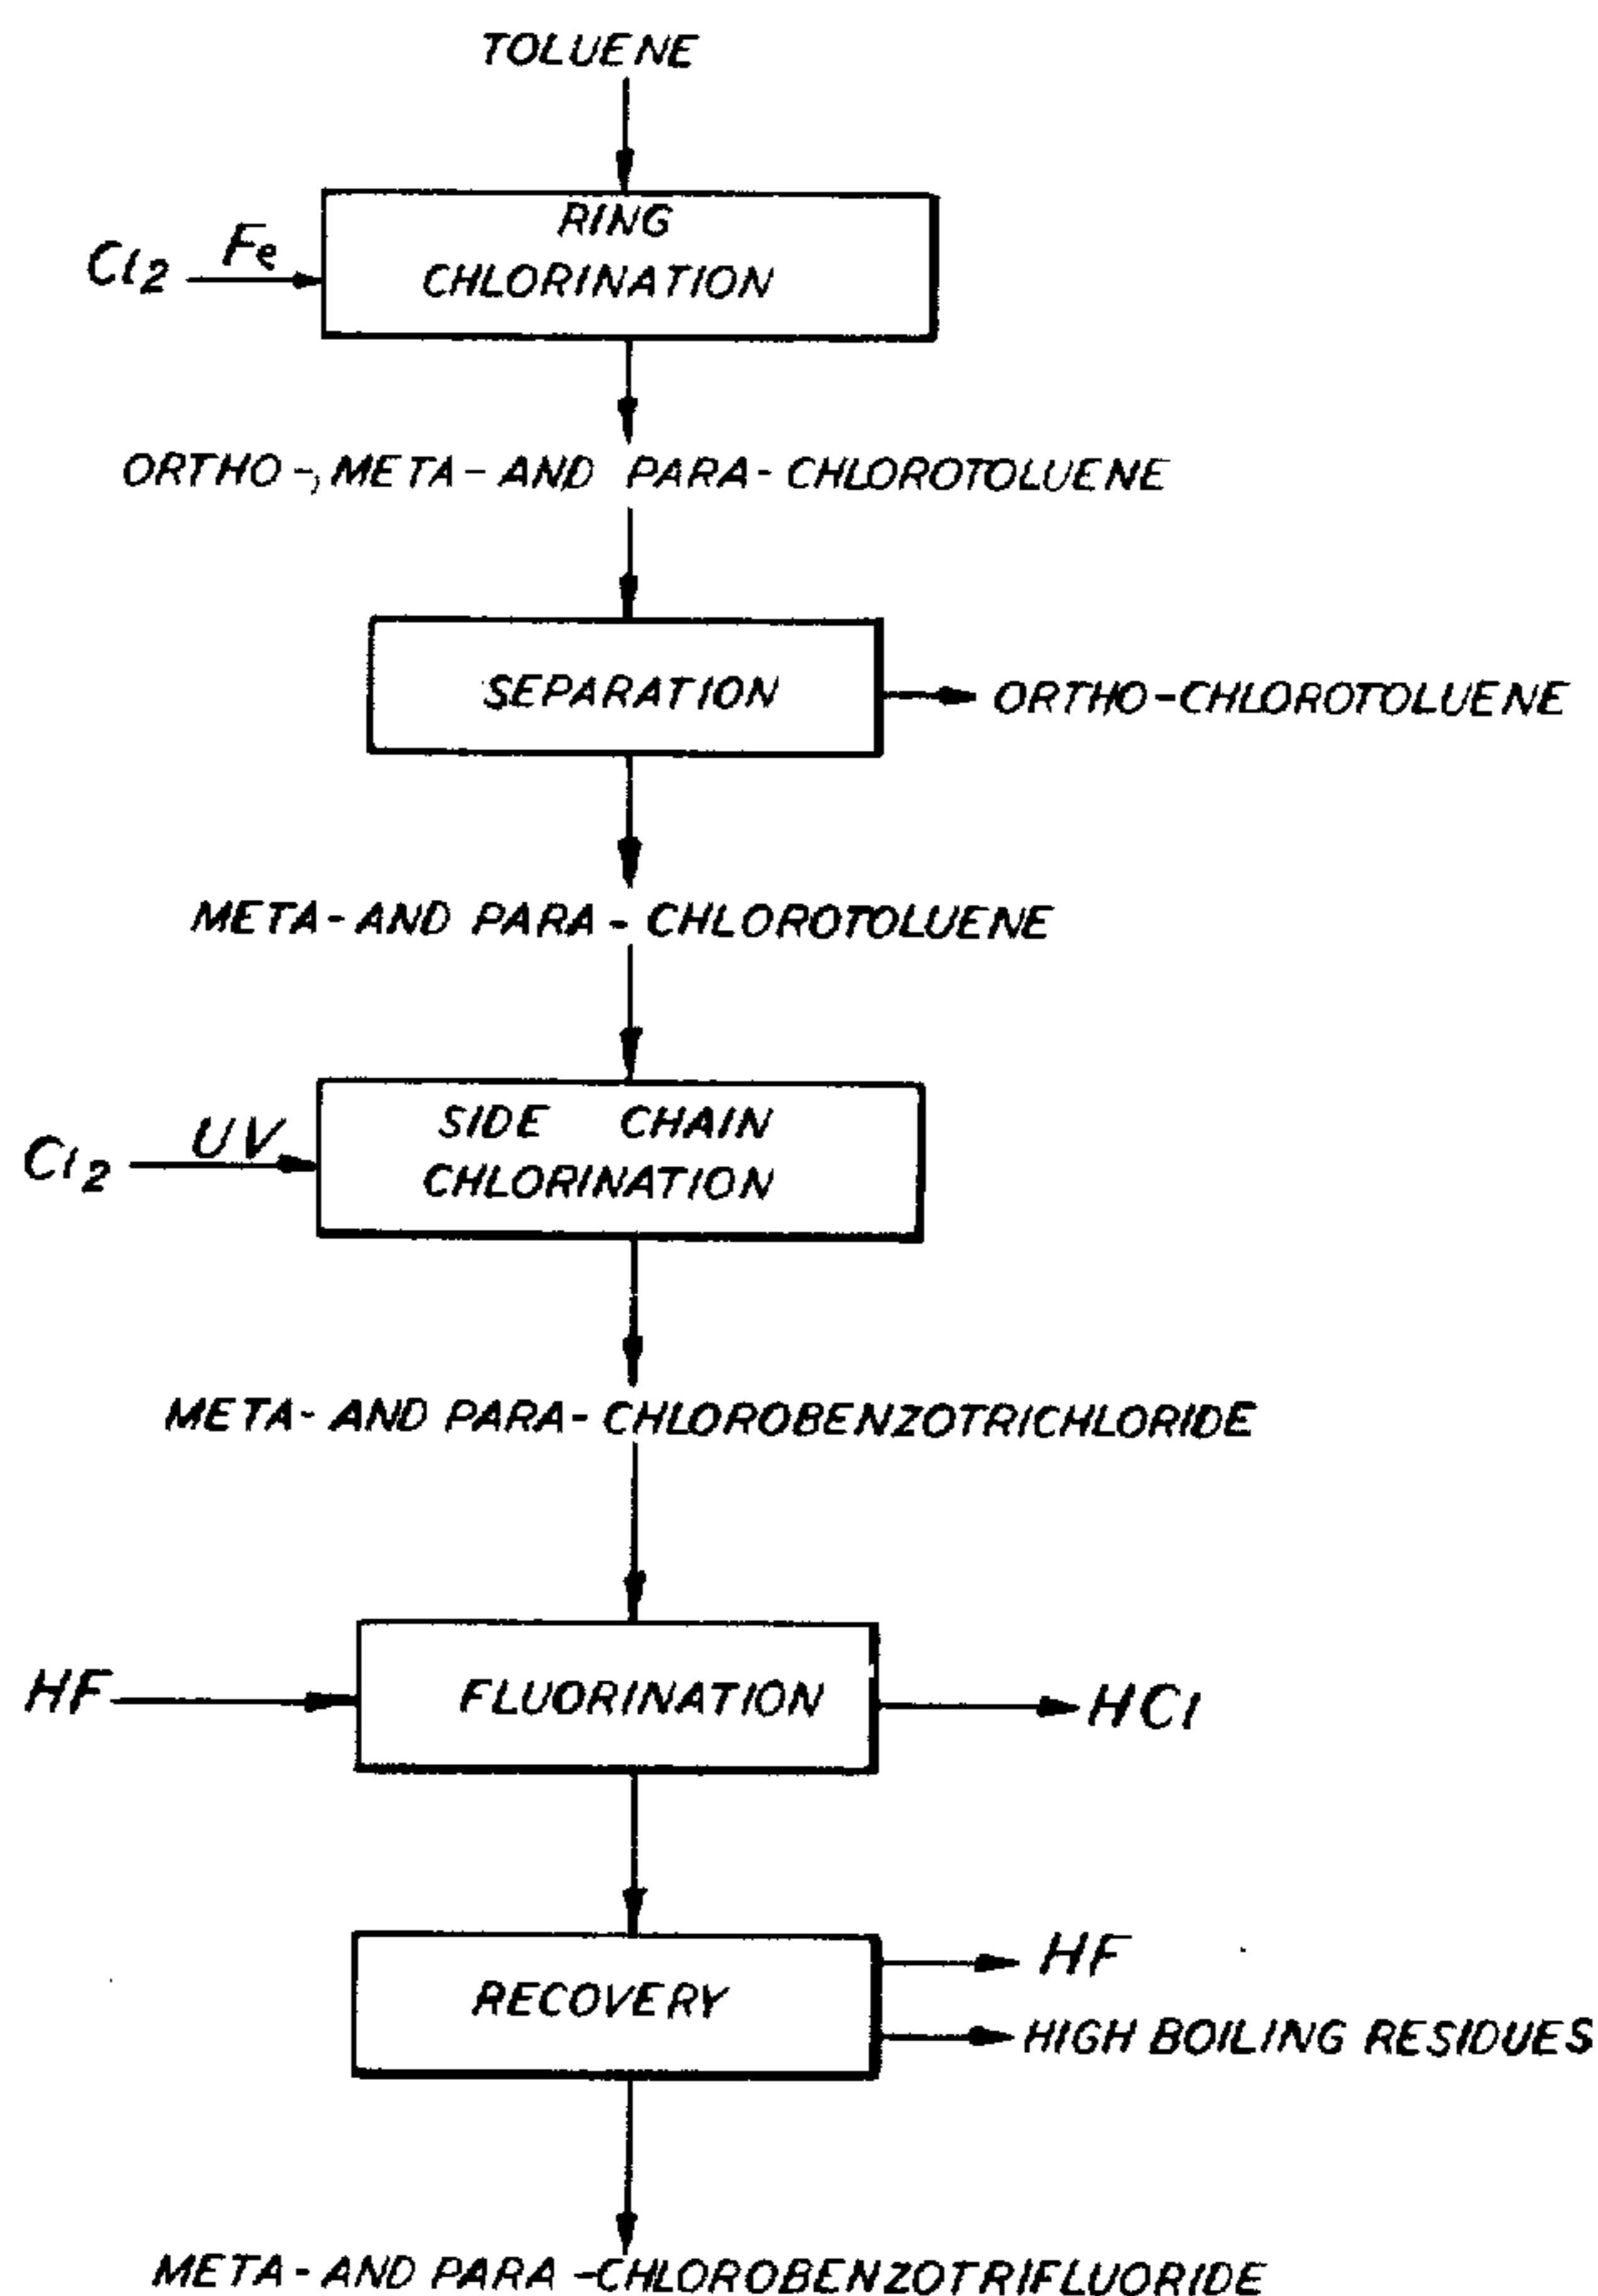 TOLUENE
Cl2 Fe
RING
CHLORINATION
ORTHO-, META- AND PARA- CHLOROTOLUENE
SEPARATION
ORTHO-CHLOROTOLUENE
META- AND PARA- CHLOROTOLUENE
Cl2 UV
SIDE CHAIN
CHLORINATION
META- AND PARA- CHLOROBENZOTRICHLORIDE
HF
FLUORINATION
HCl
RECOVERY
HF
HIGH BOILING RESIDUES
META- AND PARA -CHLOROBENZOTRIFLUORIDE